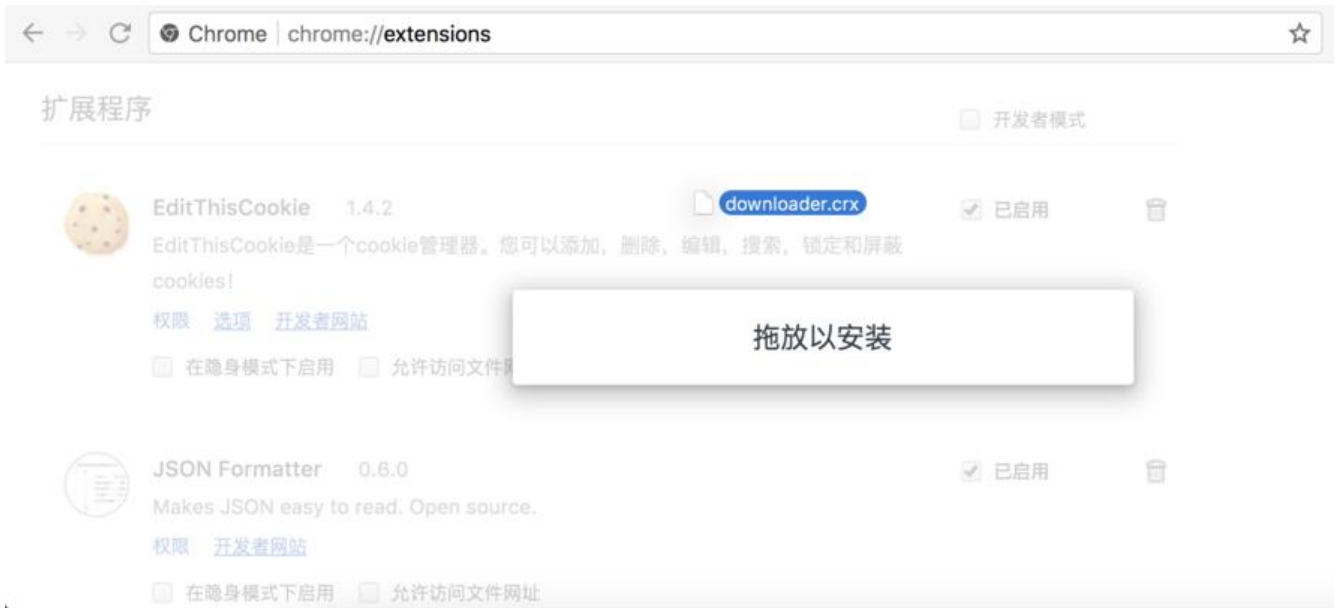 Chrome | chrome://extensions
扩展程序
开发者模式
EditThisCookie 1.4.2
downloader.crx
已启用
EditThisCookie是一个cookie管理器。您可以添加，删除，编辑，搜索，锁定和屏蔽
cookies!
权限 选项 开发者网站
拖放以安装
在隐身模式下启用 允许访问文件
JSON Formatter 0.6.0
已启用
Makes JSON easy to read. Open source.
权限 开发者网站
在隐身模式下启用 允许访问文件网址